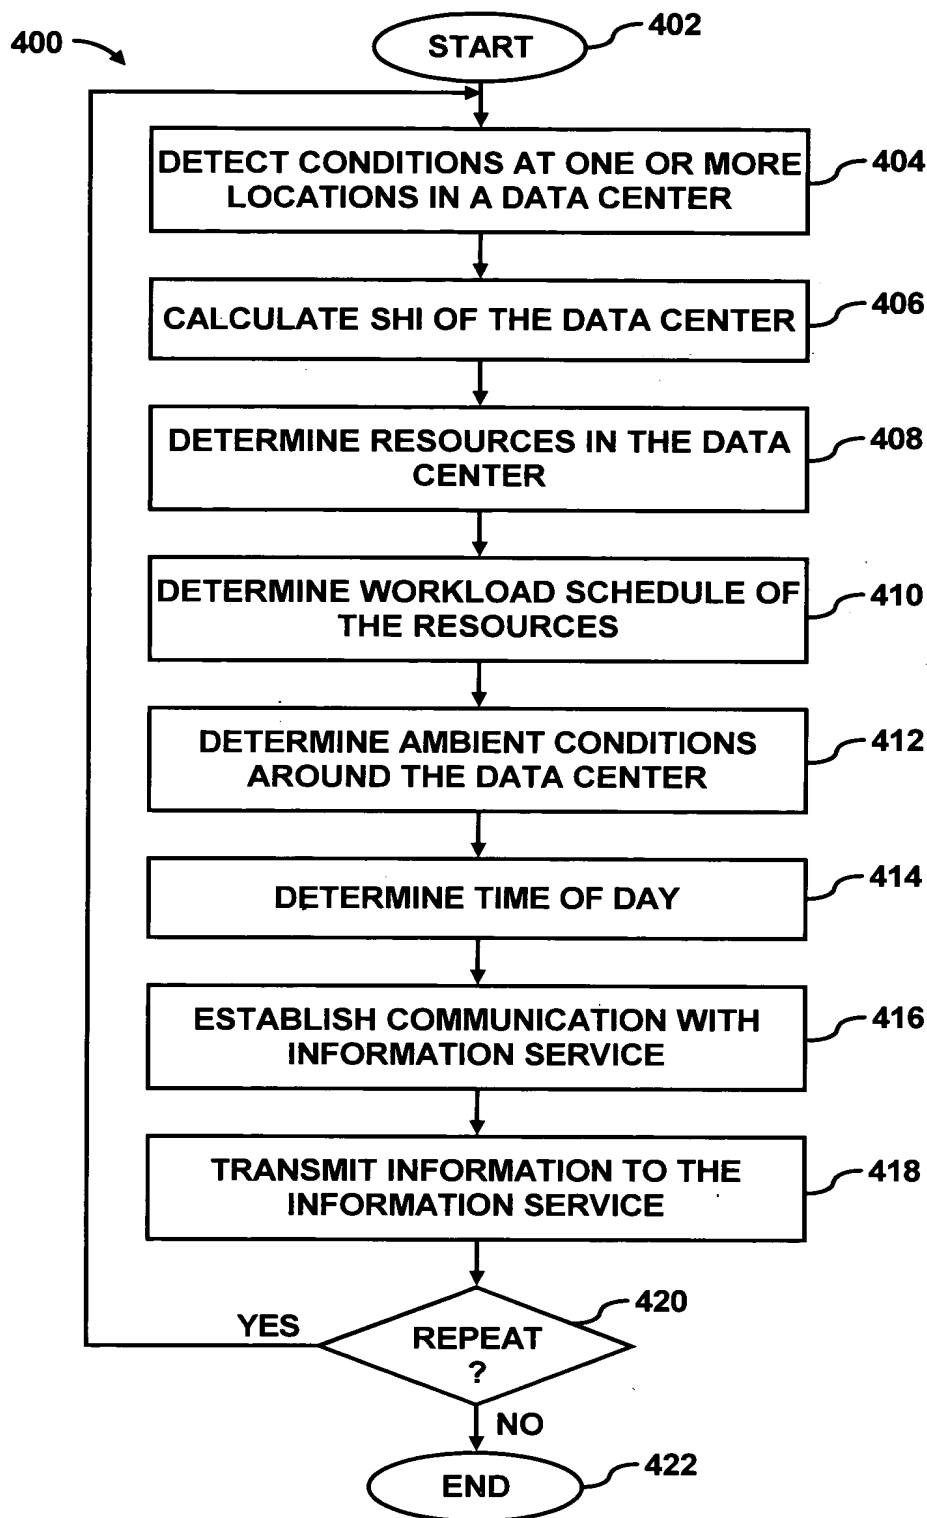 400
START
402
DETECT CONDITIONS AT ONE OR MORE
LOCATIONS IN A DATA CENTER
404
CALCULATE SHI OF THE DATA CENTER
406
DETERMINE RESOURCES IN THE DATA
CENTER
408
DETERMINE WORKLOAD SCHEDULE OF
THE RESOURCES
410
DETERMINE AMBIENT CONDITIONS
AROUND THE DATA CENTER
412
DETERMINE TIME OF DAY
414
ESTABLISH COMMUNICATION WITH
INFORMATION SERVICE
416
TRANSMIT INFORMATION TO THE
INFORMATION SERVICE
418
420
YES
REPEAT
?
NO
END
422